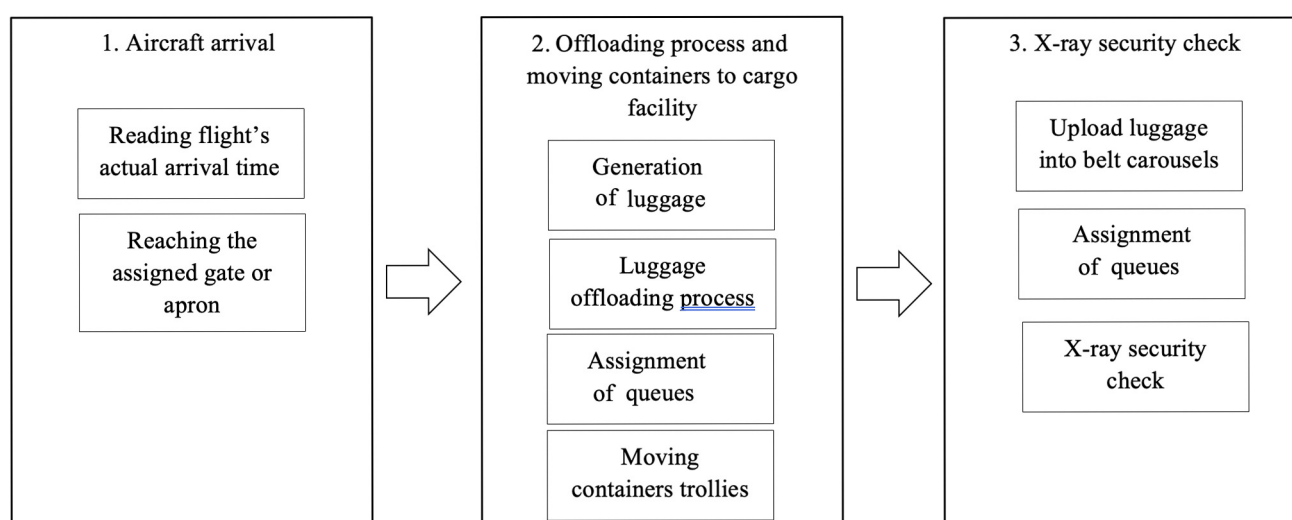 1. Aircraft arrival
Reading flight’s
actual arrival time
Reaching the
assigned gate or
apron
2. Offloading process and
moving containers to cargo
facility
Generation
of luggage
Luggage
offloading process
Assignment
of queues
Moving
containers trollies
3. X-ray security check
Upload luggage
into belt carousels
Assignment
of queues
X-ray security
check